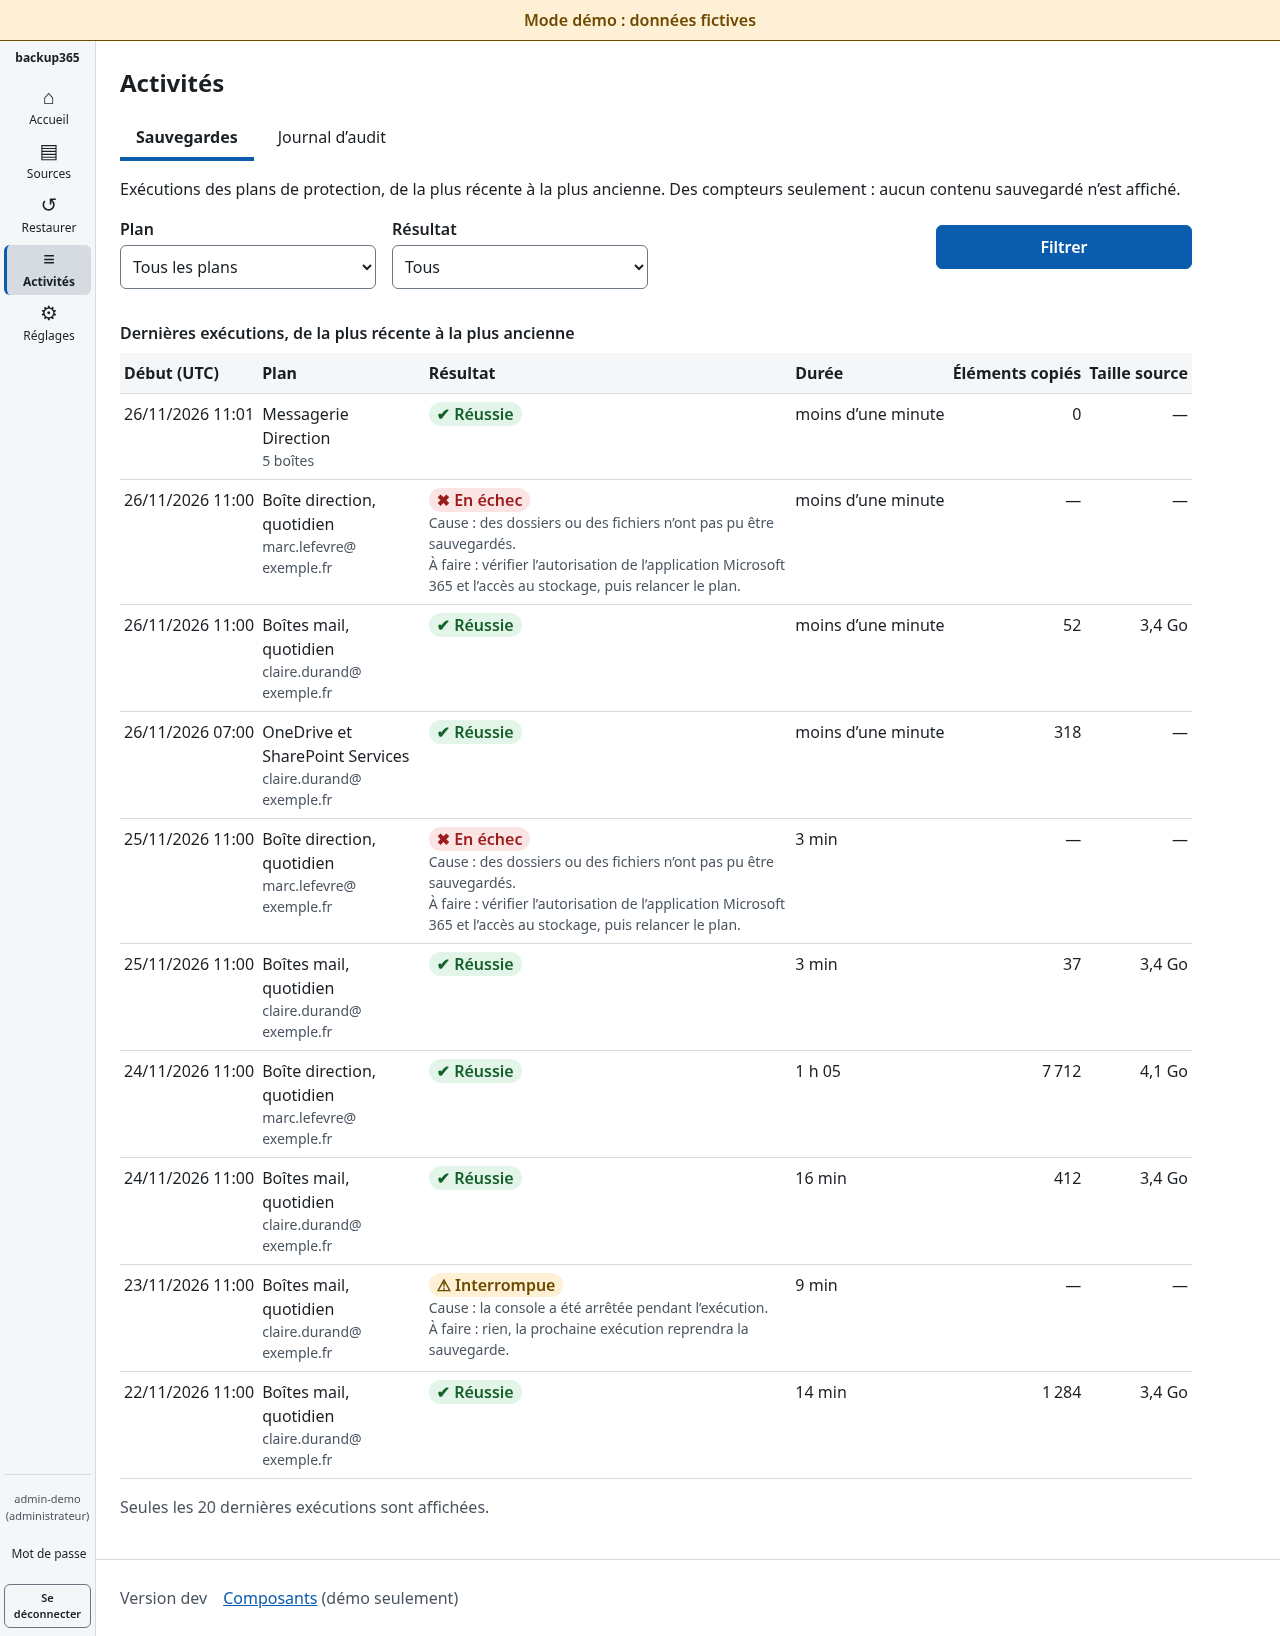 Mode démo : données fictives
backup365
Accueil
Sources
Restaurer
Activités
Réglages
admin-demo
(administrateur)
Mot de passe
Se
déconnecter
Activités
Sauvegardes
Journal d’audit
Exécutions des plans de protection, de la plus récente à la plus ancienne. Des compteurs seulement : aucun contenu sauvegardé n’est affiché.
Plan
Résultat
Tous les plans
Tous
Filtrer
Dernières exécutions, de la plus récente à la plus ancienne
Début (UTC) Plan Résultat Durée Éléments copiés Taille source
26/11/2026 11:01 Messagerie ✔ Réussie moins d’une minute 0 —
Direction
5 boîtes
26/11/2026 11:00 Boîte direction, ✖ En échec moins d’une minute — —
quotidien
marc.lefevre@
exemple.fr
Cause : des dossiers ou des fichiers n’ont pas pu être
sauvegardés.
À faire : vérifier l’autorisation de l’application Microsoft
365 et l’accès au stockage, puis relancer le plan.
26/11/2026 11:00 Boîtes mail, ✔ Réussie moins d’une minute 52 3,4 Go
quotidien
claire.durand@
exemple.fr
26/11/2026 07:00 OneDrive et ✔ Réussie moins d’une minute 318 —
SharePoint Services
claire.durand@
exemple.fr
25/11/2026 11:00 Boîte direction, ✖ En échec 3 min — —
quotidien
marc.lefevre@
exemple.fr
Cause : des dossiers ou des fichiers n’ont pas pu être
sauvegardés.
À faire : vérifier l’autorisation de l’application Microsoft
365 et l’accès au stockage, puis relancer le plan.
25/11/2026 11:00 Boîtes mail, ✔ Réussie 3 min 37 3,4 Go
quotidien
claire.durand@
exemple.fr
24/11/2026 11:00 Boîte direction, ✔ Réussie 1 h 05 7 712 4,1 Go
quotidien
marc.lefevre@
exemple.fr
24/11/2026 11:00 Boîtes mail, ✔ Réussie 16 min 412 3,4 Go
quotidien
claire.durand@
exemple.fr
23/11/2026 11:00 Boîtes mail, ⚠ Interrompue 9 min — —
quotidien
claire.durand@
exemple.fr
Cause : la console a été arrêtée pendant l’exécution.
À faire : rien, la prochaine exécution reprendra la
sauvegarde.
22/11/2026 11:00 Boîtes mail, ✔ Réussie 14 min 1 284 3,4 Go
quotidien
claire.durand@
exemple.fr
Seules les 20 dernières exécutions sont affichées.
Version dev Composants (démo seulement)